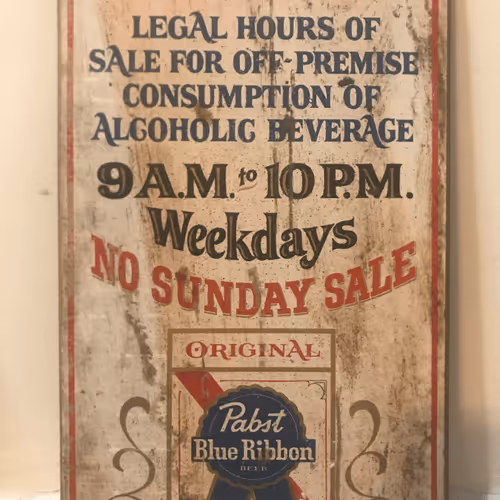 LEGAL HOURS OF
SALE FOR OFF-PREMISE
CONSUMPTION OF
ALGOHOLIC BEVERAGE
9 A.M. to 10 P.M.
Weekdays
NO SUNDAY SALE
ORIGINAL
Pabst
Blue Ribbon
BEER